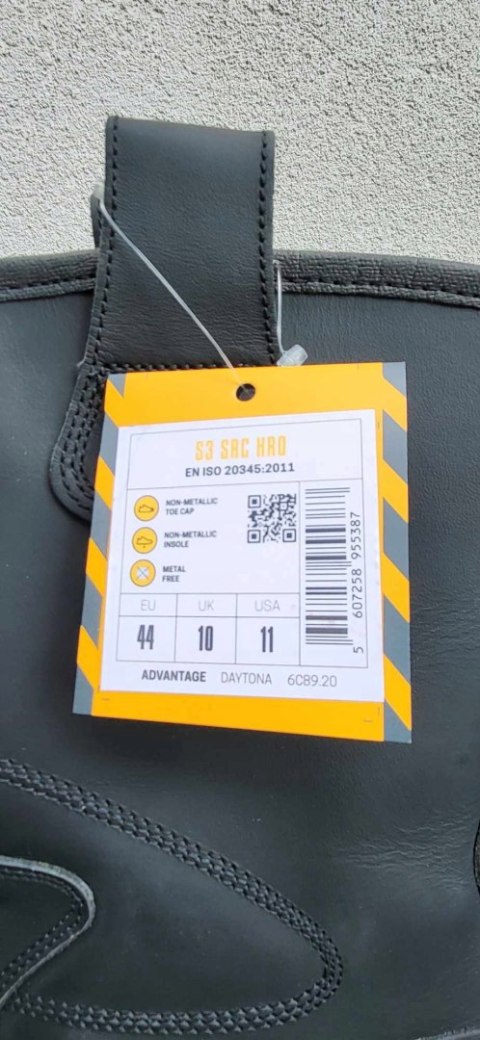 S3 SRC HRO
EN ISO 20345:2011
NON-METALLIC
TOE CAP
NON-METALLIC
INSOLE
METAL
FREE
5 607258 955387
EU UK USA
44 10 11
ADVANTAGE DAYTONA 6C89.20